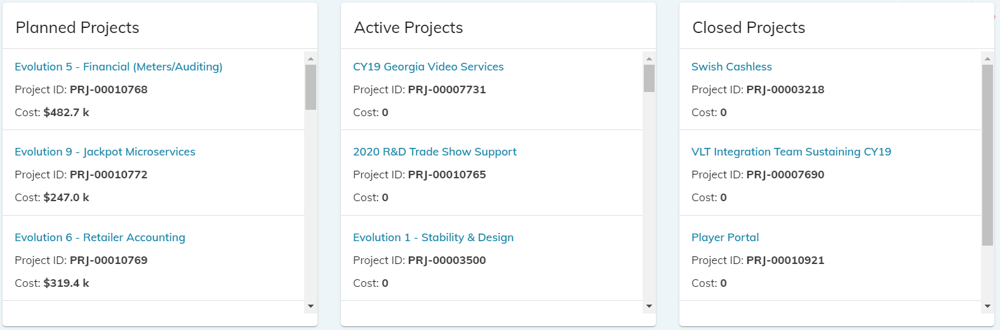 Planned Projects
Evolution 5 - Financial (Meters/Auditing)
Project ID: PRJ-00010768
Cost: $482.7 k
Evolution 9 - Jackpot Microservices
Project ID: PRJ-00010772
Cost: $247.0 k
Evolution 6 - Retailer Accounting
Project ID: PRJ-00010769
Cost: $319.4 k
Active Projects
CY19 Georgia Video Services
Project ID: PRJ-00007731
Cost: 0
2020 R&D Trade Show Support
Project ID: PRJ-00010765
Cost: 0
Evolution 1 - Stability & Design
Project ID: PRJ-00003500
Cost: 0
Closed Projects
Swish Cashless
Project ID: PRJ-00003218
Cost: 0
VLT Integration Team Sustaining CY19
Project ID: PRJ-00007690
Cost: 0
Player Portal
Project ID: PRJ-00010921
Cost: 0